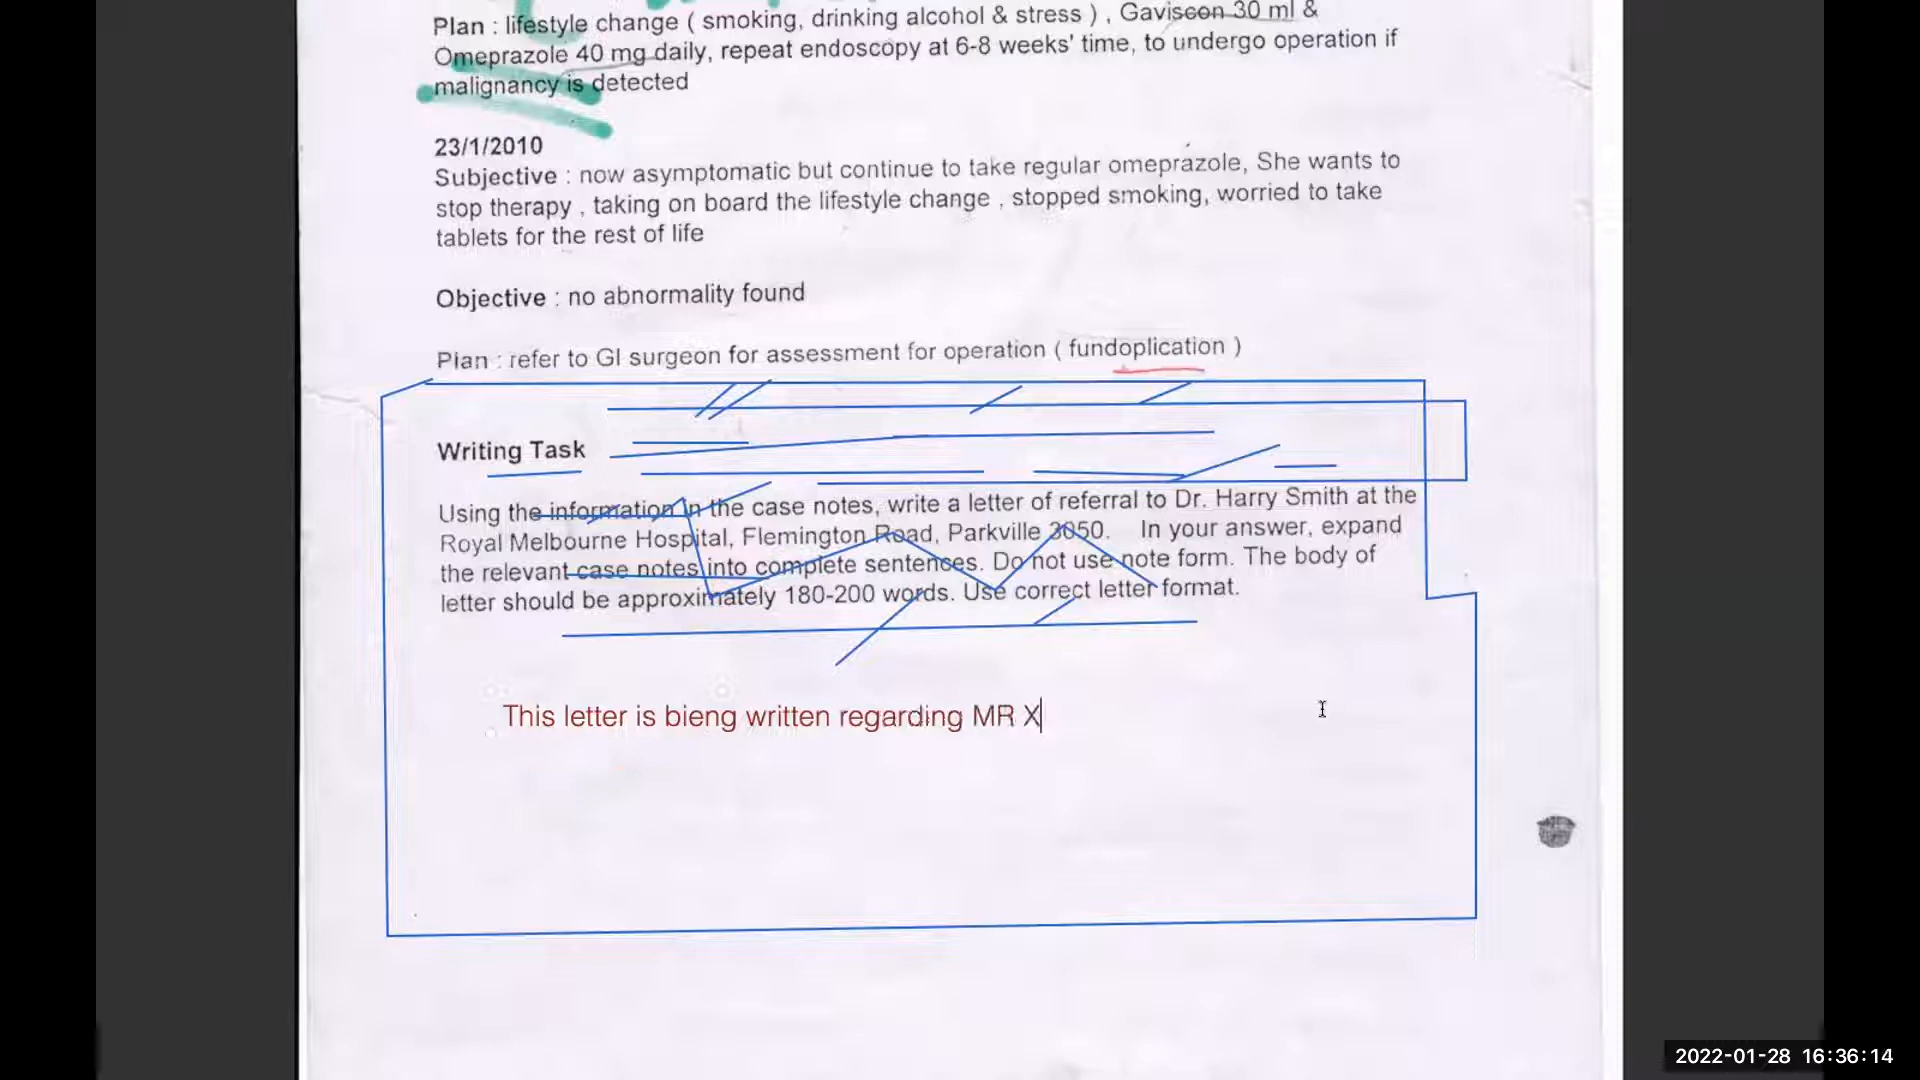 Plan : lifestyle change ( smoking, drinking alcohol & stress ) , Gaviscon 30 ml &
Omeprazole 40 mg daily, repeat endoscopy at 6-8 weeks' time, to undergo operation if
malignancy is detected
23/1/2010
Subjective : now asymptomatic but continue to take regular omeprazole, She wants to
stop therapy , taking on board the lifestyle change , stopped smoking, worried to take
tablets for the rest of life
Objective : no abnormality found
Plan : refer to GI surgeon for assessment for operation ( fundoplication )
Writing Task
Using the information in the case notes, write a letter of referral to Dr. Harry Smith at the
Royal Melbourne Hospital, Flemington Road, Parkville 3050. In your answer, expand
the relevant case notes into complete sentences. Do not use note form. The body of
letter should be approximately 180-200 words. Use correct letter format.
This letter is bieng written regarding MR X
2022-01-28 16:36:14